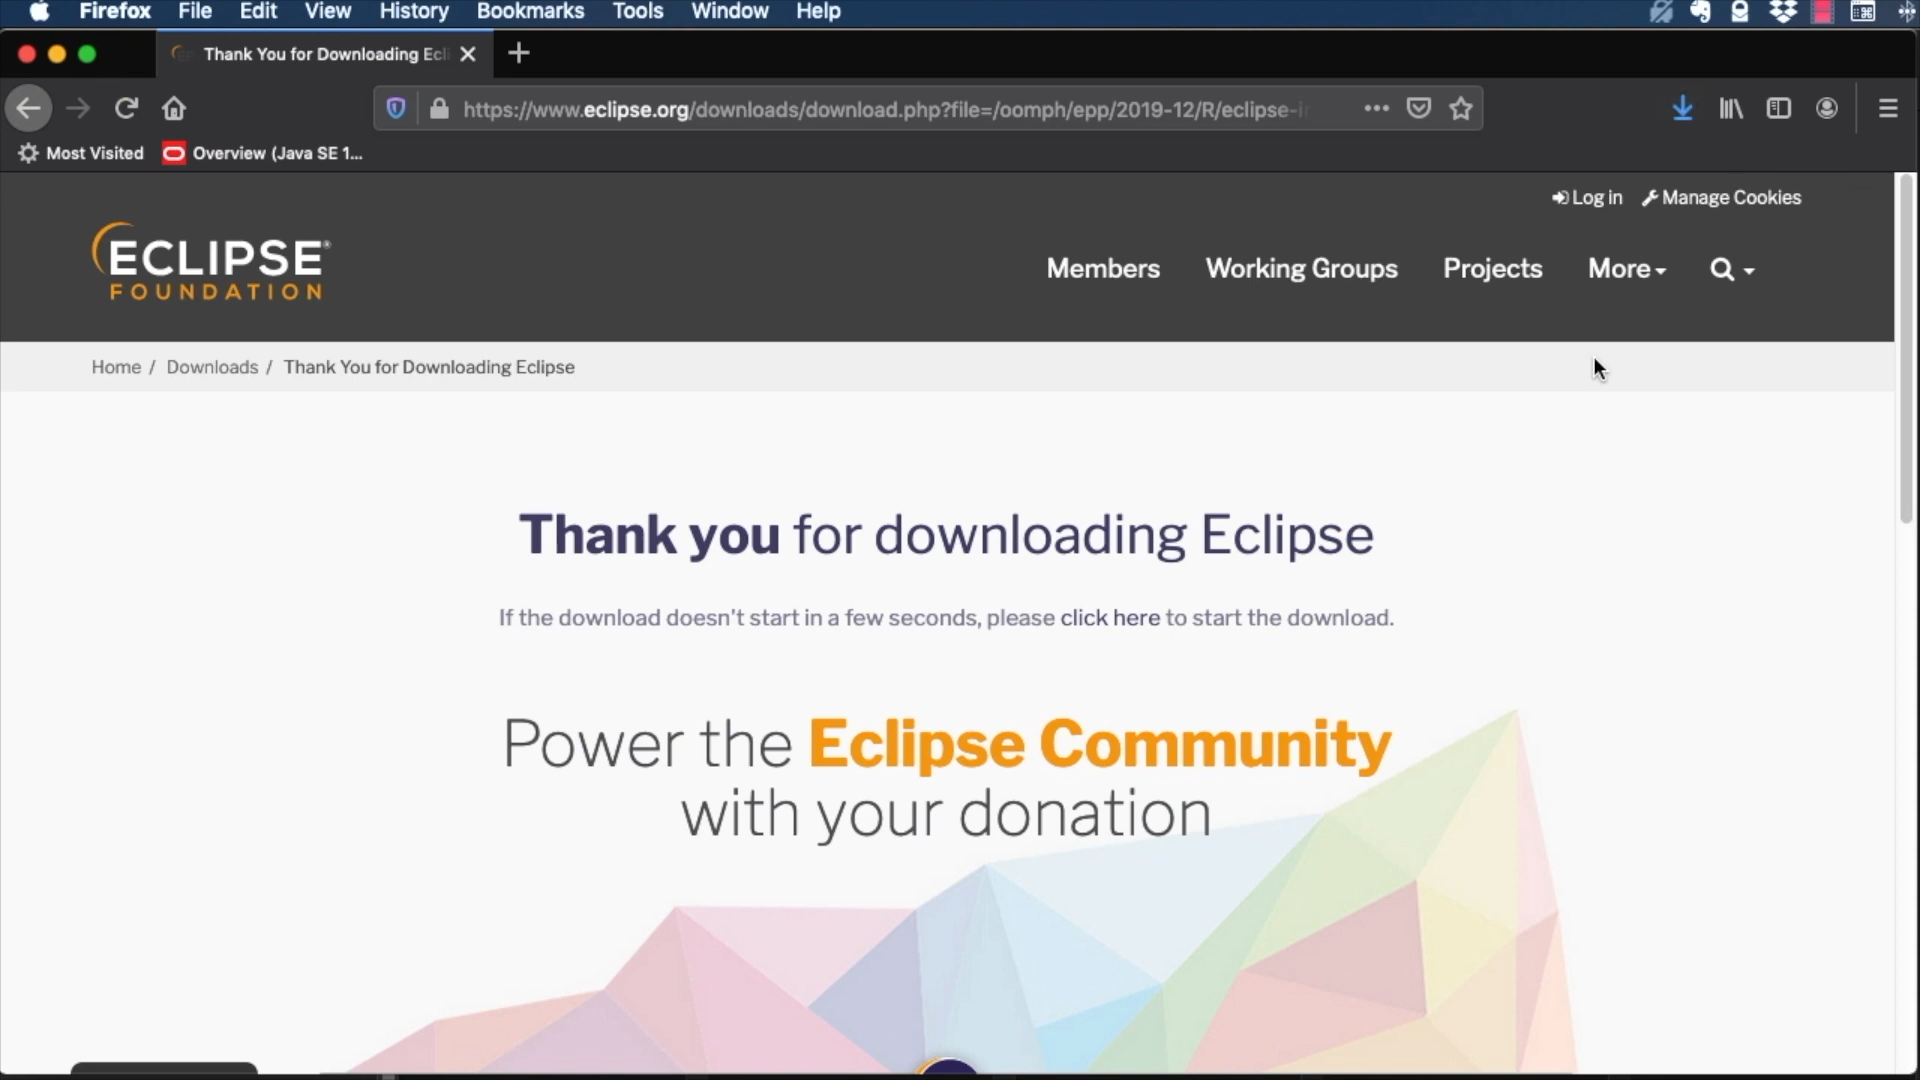 Firefox File Edit View History Bookmarks Tools Window Help
Thank You for Downloading Ecl
https://www.eclipse.org/downloads/download.php?file=/oomph/epp/2019-12/R/eclipse-i
Most Visited Overview (Java SE 1...
Log in Manage Cookies
ECLIPSE®
FOUNDATION
Members Working Groups Projects More
Home / Downloads / Thank You for Downloading Eclipse
Thank you for downloading Eclipse
If the download doesn't start in a few seconds, please click here to start the download.
Power the Eclipse Community
with your donation